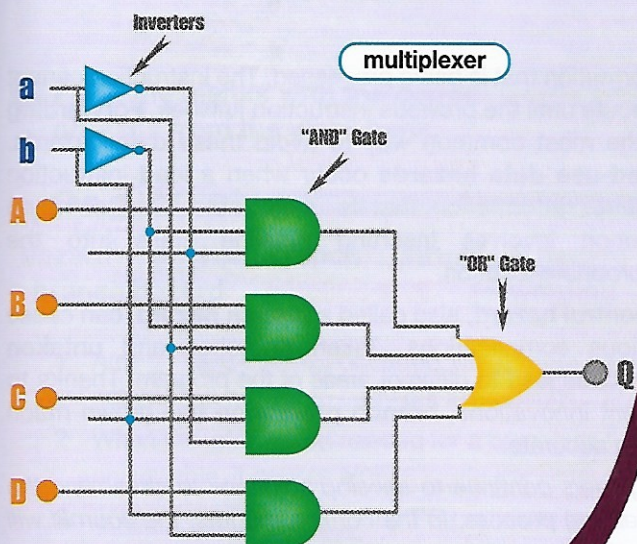 Inverters
multiplexer
a
b
"AND" Gate
A
"OR" Gate
B
Q
C
D